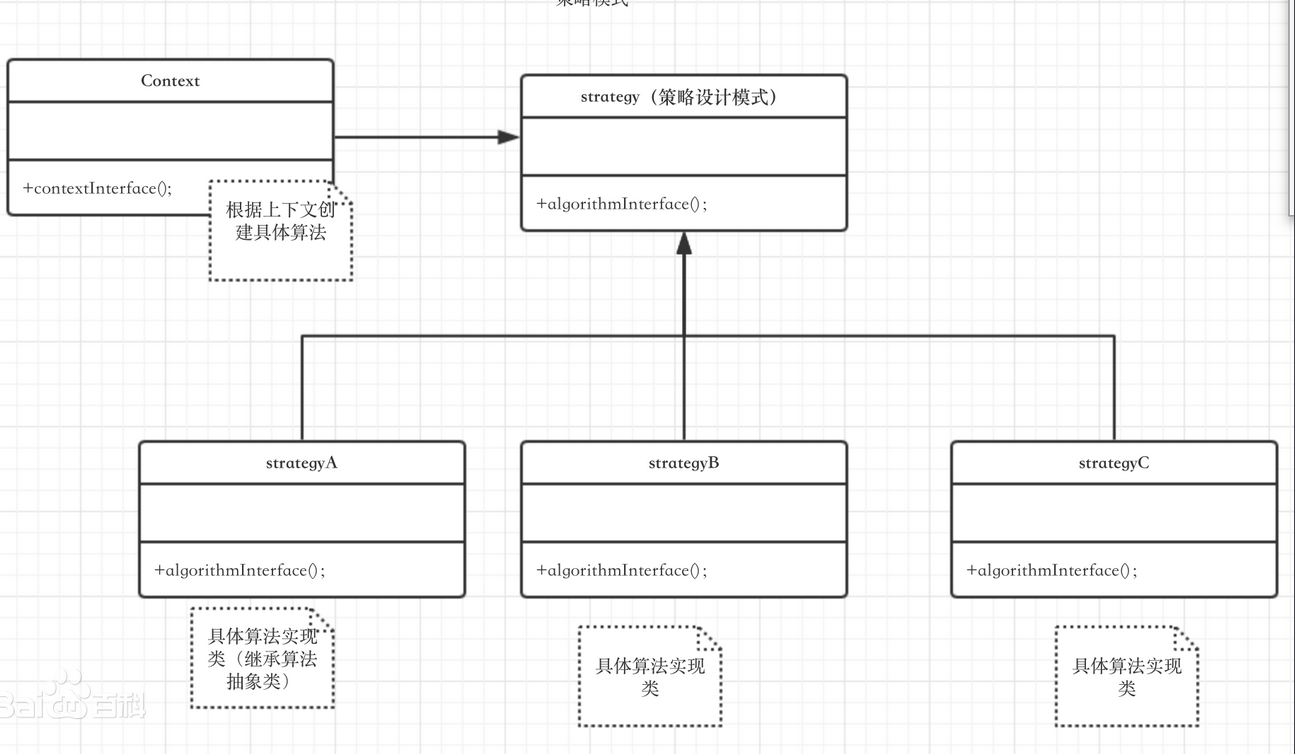 策略模式
Context
+contextInterface();
根据上下文创
建具体算法
strategy（策略设计模式）
+algorithmInterface();
strategyA
+algorithmInterface();
具体算法实现
类（继承算法
抽象类）
strategyB
+algorithmInterface();
具体算法实现
类
strategyC
+algorithmInterface();
具体算法实现
类
Bai百科